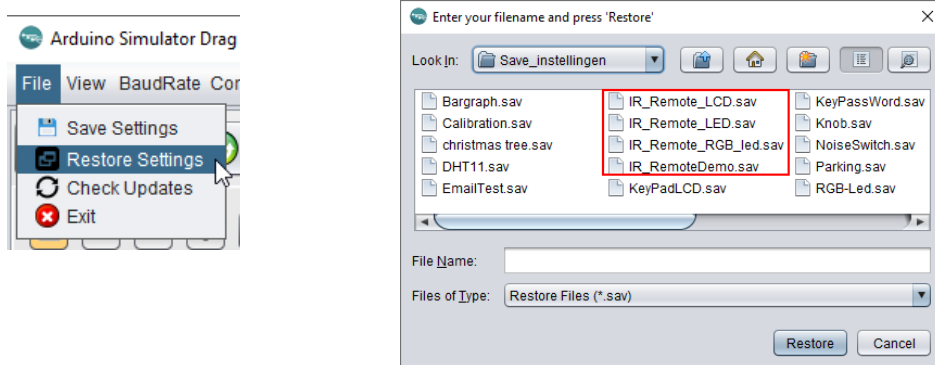 Arduino Simulator Drag
File View BaudRate Cor
Save Settings
Restore Settings
Check Updates
Exit
Enter your filename and press 'Restore'
Look In: Save_instellingen
Bargraph.sav IR_Remote_LCD.sav KeyPassWord.sav
Calibration.sav IR_Remote_LED.sav Knob.sav
christmas tree.sav IR_Remote_RGB_led.sav NoiseSwitch.sav
DHT11.sav IR_RemoteDemo.sav Parking.sav
EmailTest.sav KeyPadLCD.sav RGB-Led.sav
File Name:
Files of Type: Restore Files (*.sav)
Restore Cancel